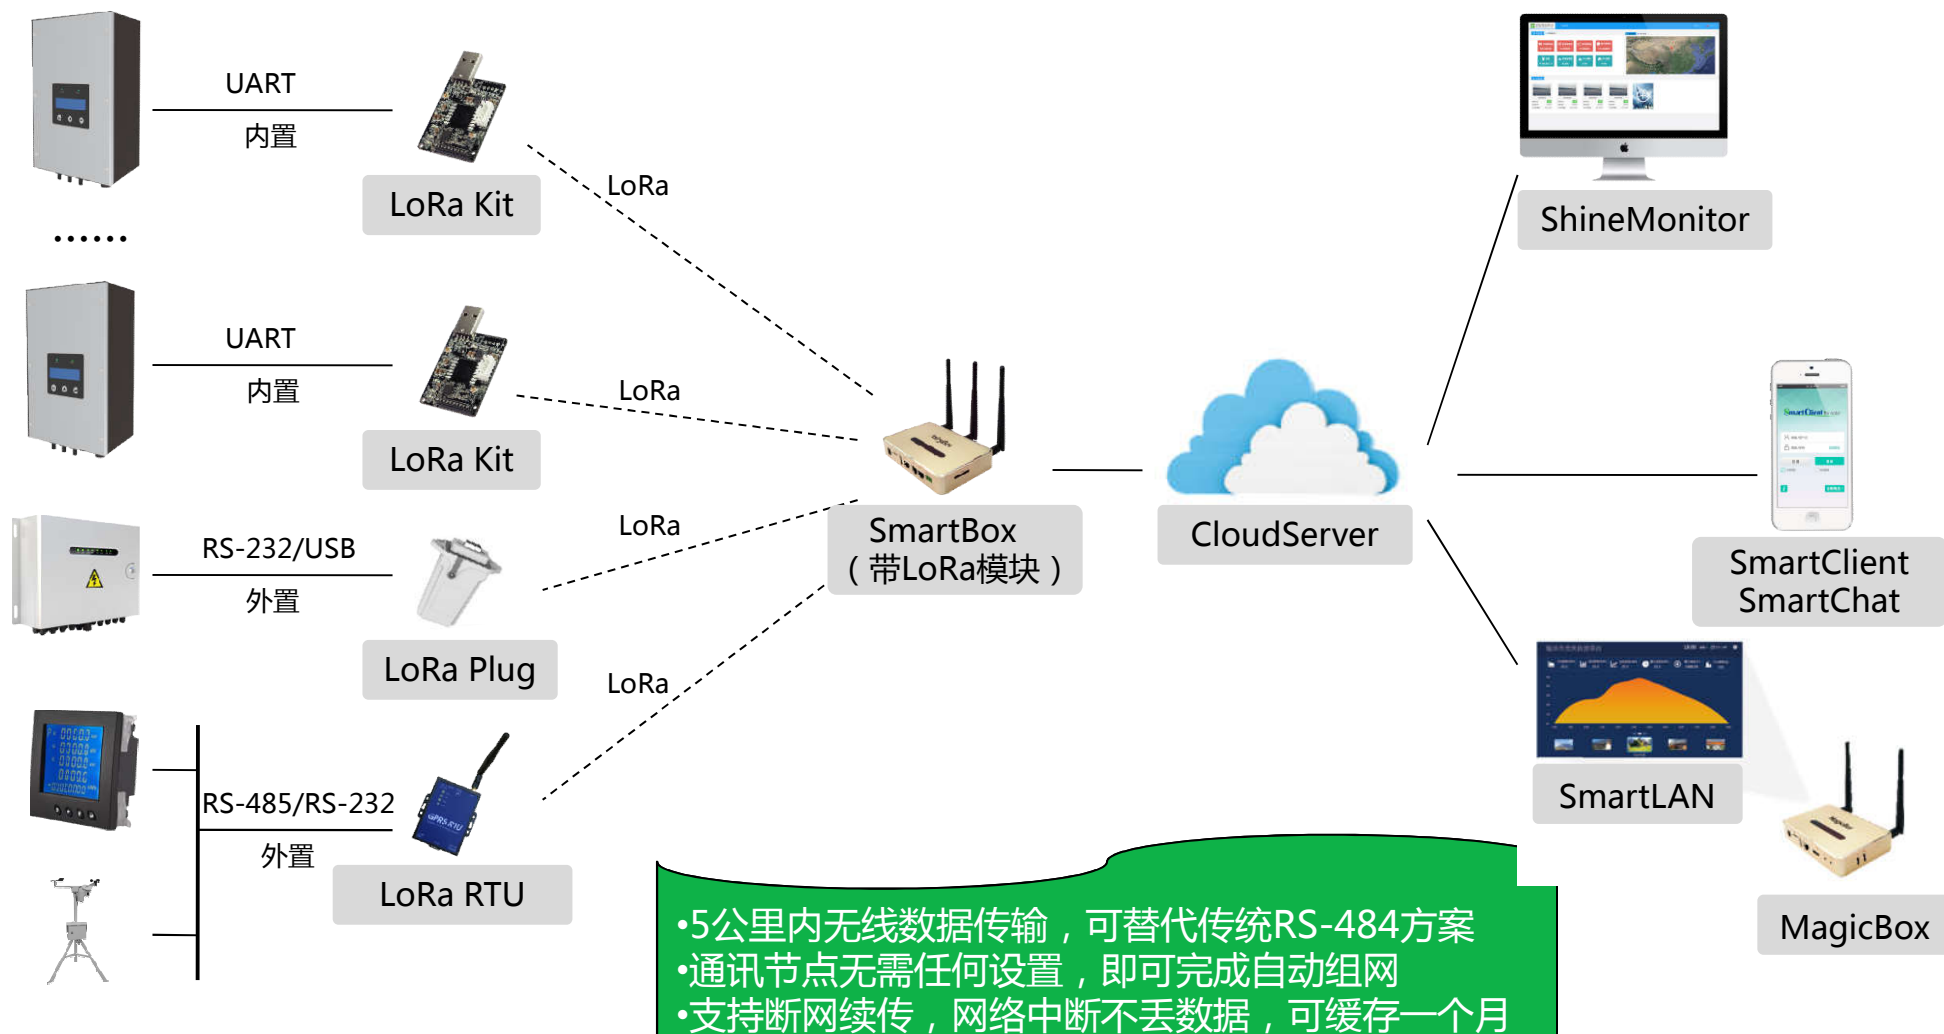 UART
内置
LoRa Kit
LoRa
ShineMonitor
......
UART
内置
LoRa Kit
LoRa
SmartClient
RS-232/USB
外置
LoRa Plug
LoRa
SmartBox
（带LoRa模块）
CloudServer
SmartClient
SmartChat
RS-485/RS-232
外置
GPRS-RTU
LoRa RTU
LoRa
SmartLAN
MagicBox
MagicBox
•5公里内无线数据传输，可替代传统RS-484方案
•通讯节点无需任何设置，即可完成自动组网
•支持断网续传，网络中断不丢数据，可缓存一个月